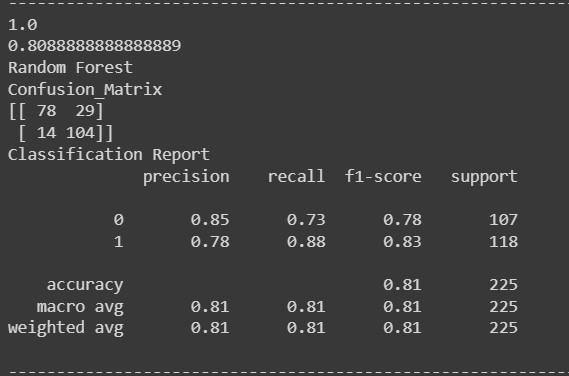 --------------------------------------------------------
1.0
0.8088888888888889
Random Forest
Confusion_Matrix
[[ 78  29]
 [ 14 104]]
Classification Report
              precision    recall  f1-score   support

           0       0.85      0.73      0.78       107
           1       0.78      0.88      0.83       118

    accuracy                           0.81       225
   macro avg       0.81      0.81      0.81       225
weighted avg       0.81      0.81      0.81       225

--------------------------------------------------------